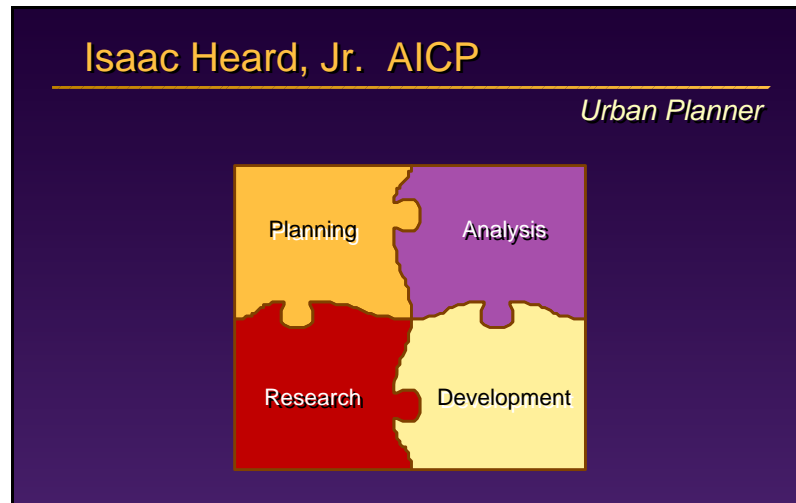 Isaac Heard, Jr.  AICP
Urban Planner
Planning
Analysis
Research
Development